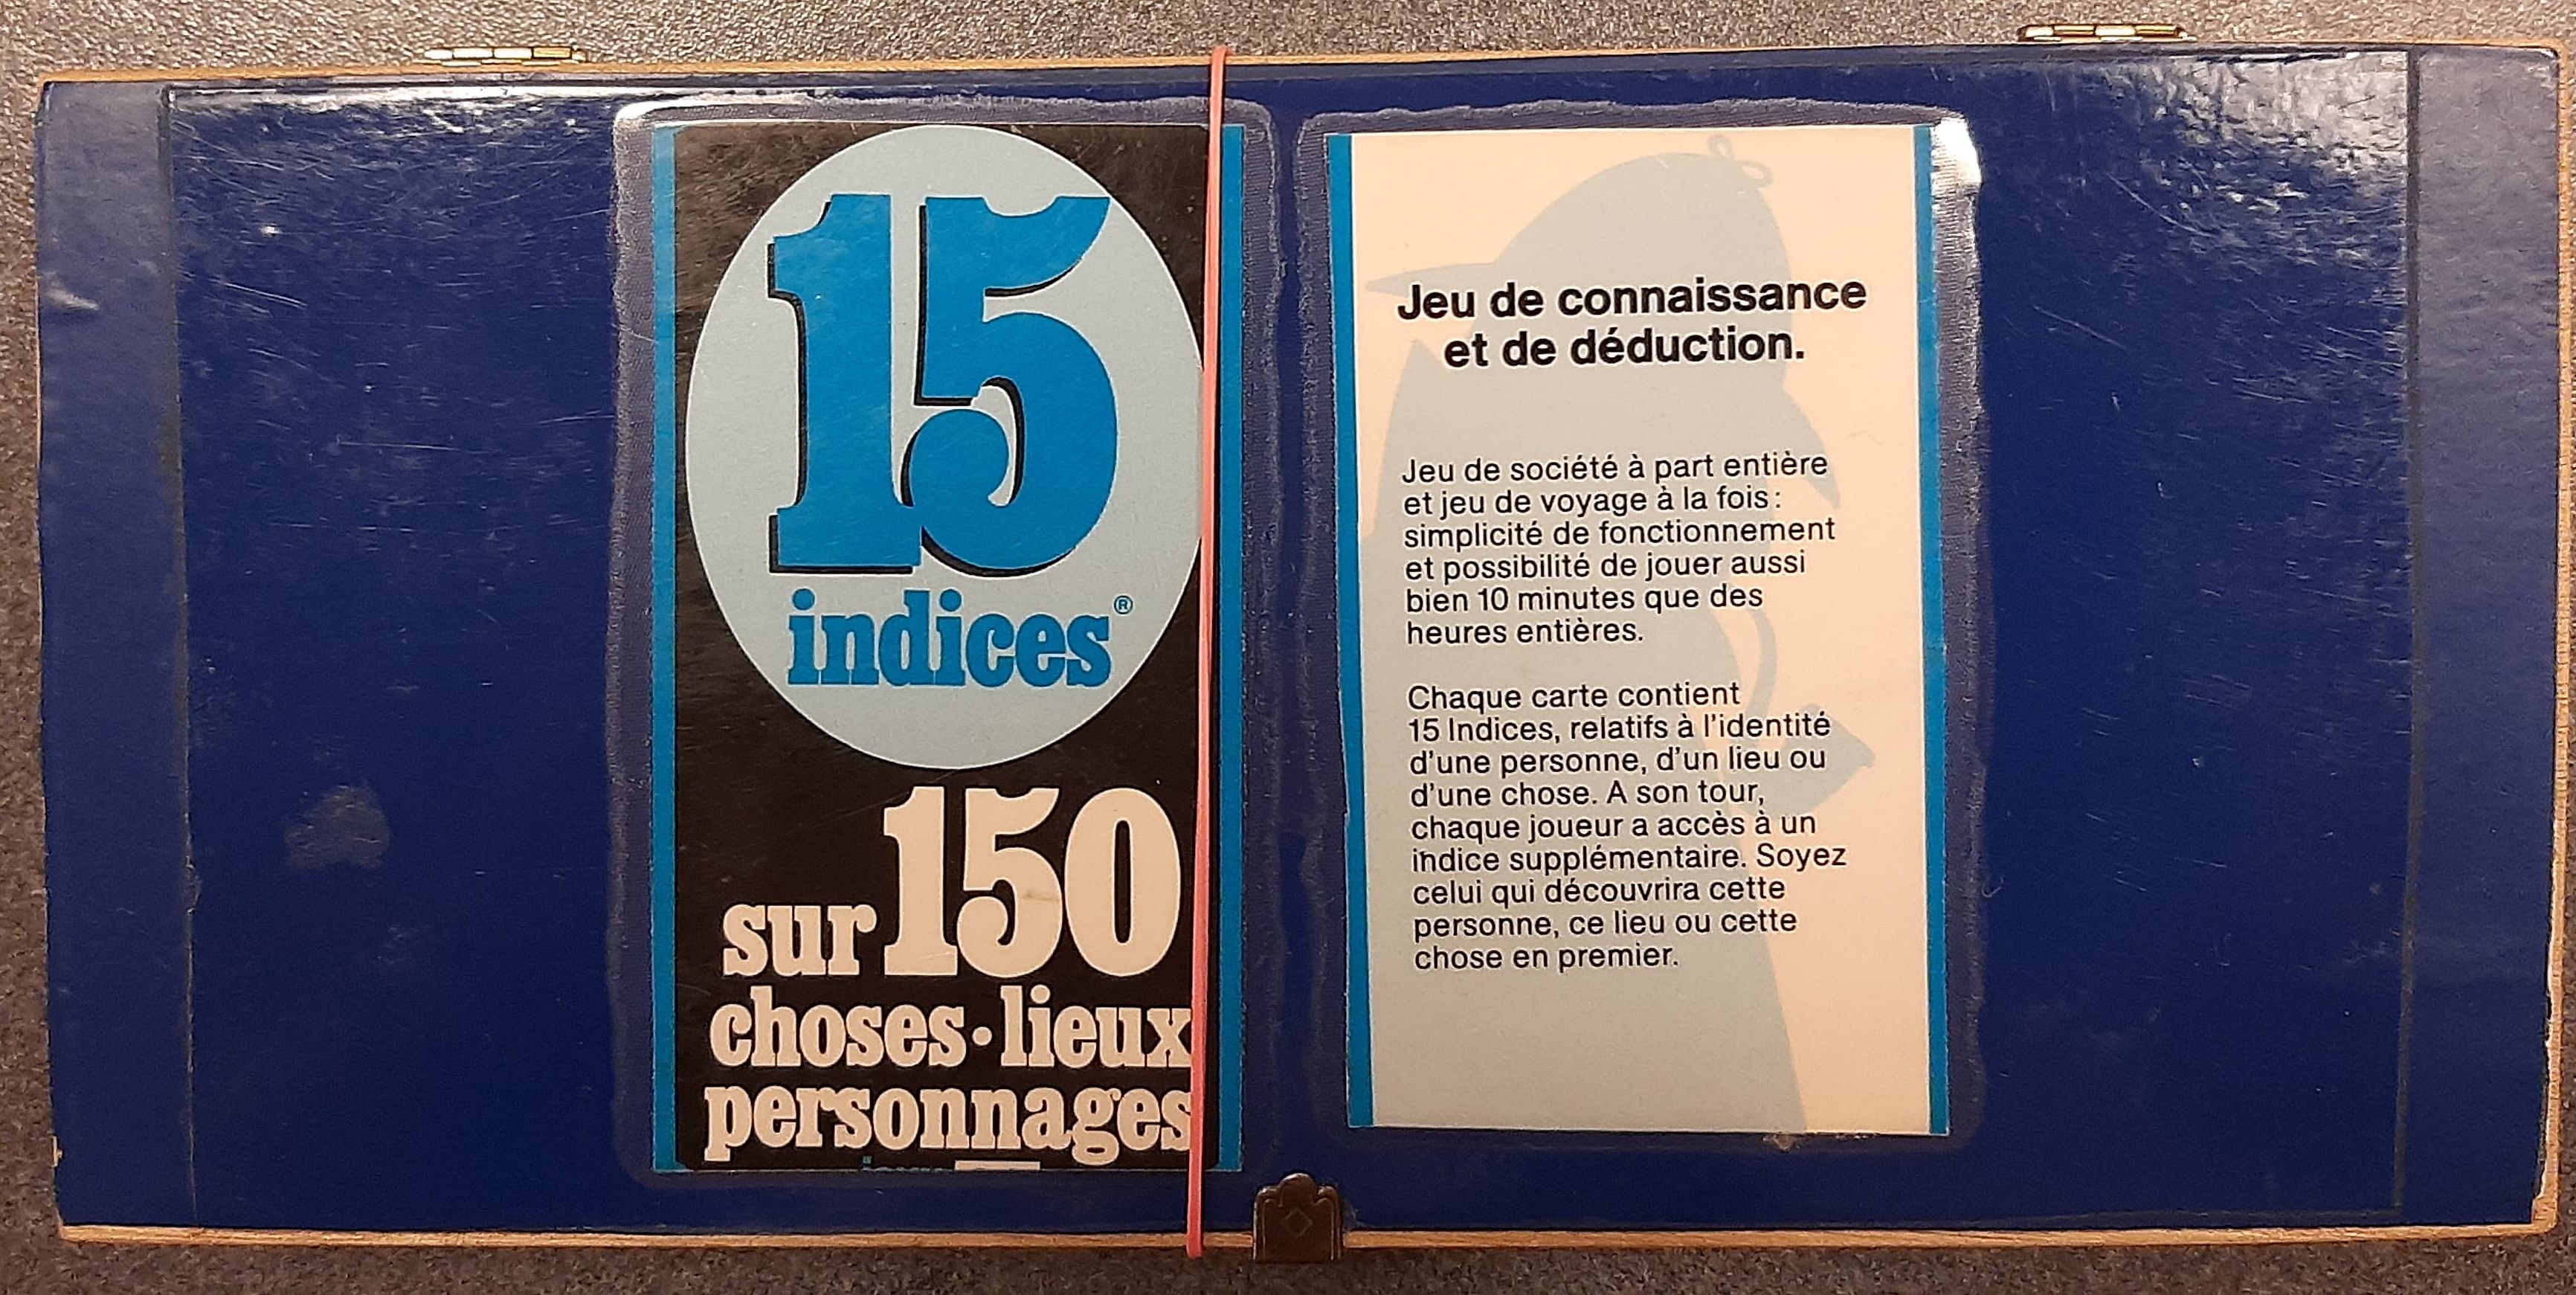 15
indices®
sur 150
choses • lieux
personnages
Jeu de connaissance
et de déduction.
Jeu de société à part entière
et jeu de voyage à la fois :
simplicité de fonctionnement
et possibilité de jouer aussi
bien 10 minutes que des
heures entières.
Chaque carte contient
15 Indices, relatifs à l'identité
d'une personne, d'un lieu ou
d'une chose. A son tour,
chaque joueur a accès à un
indice supplémentaire. Soyez
celui qui découvrira cette
personne, ce lieu ou cette
chose en premier.